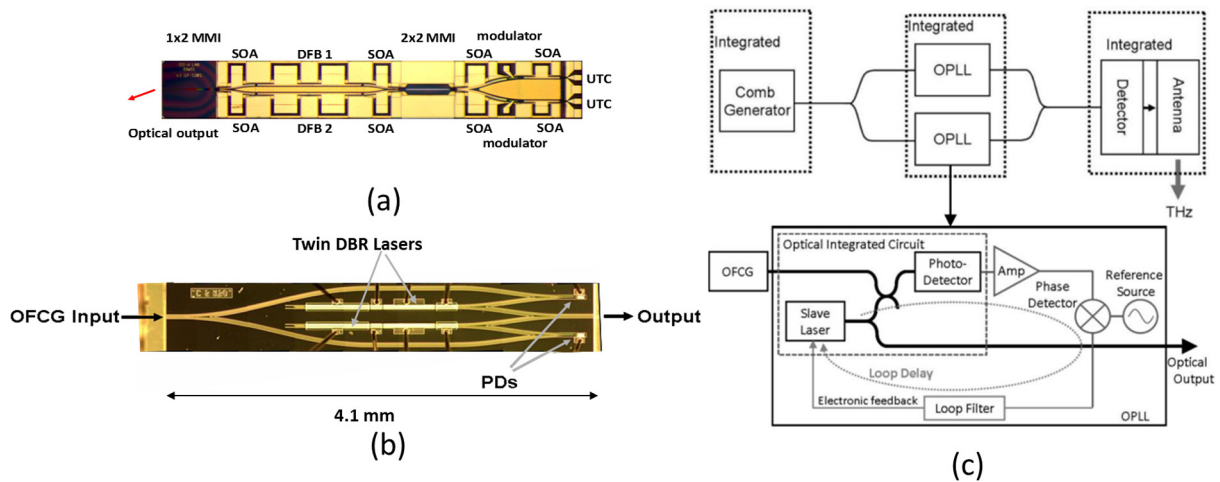 1x2 MMI
SOA
DFB 1
SOA
2x2 MMI
modulator
SOA
SOA
UTC
UTC
Optical output
SOA
DFB 2
SOA
SOA
SOA
modulator
(a)
Twin DBR Lasers
OFCG Input
Output
PDs
4.1 mm
(b)
Integrated
Comb
Generator
Integrated
OPLL
OPLL
Integrated
Detector
Antenna
THz
Optical Integrated Circuit
OFCG
Photo-
Detector
Amp
Phase
Detector
Reference
Source
Slave
Laser
Loop Delay
Optical
Output
Electronic feedback
Loop Filter
OPLL
(c)